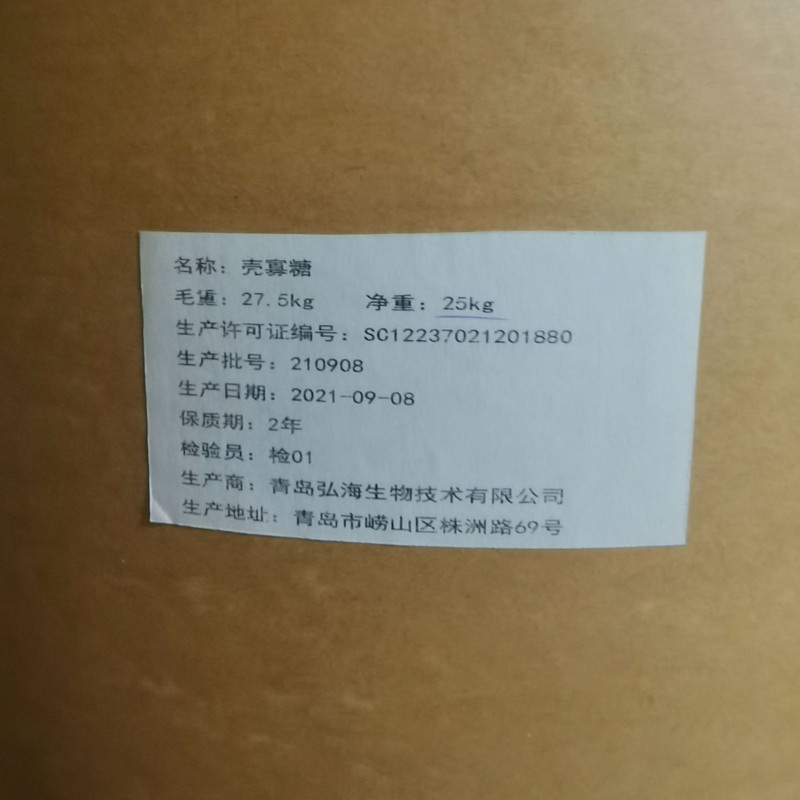 名称：壳寡糖
毛重：27.5kg 净重：25kg
生产许可证编号：SC12237021201880
生产批号：210908
生产日期：2021-09-08
保质期：2年
检验员：检01
生产商：青岛弘海生物技术有限公司
生产地址：青岛市崂山区株洲路69号